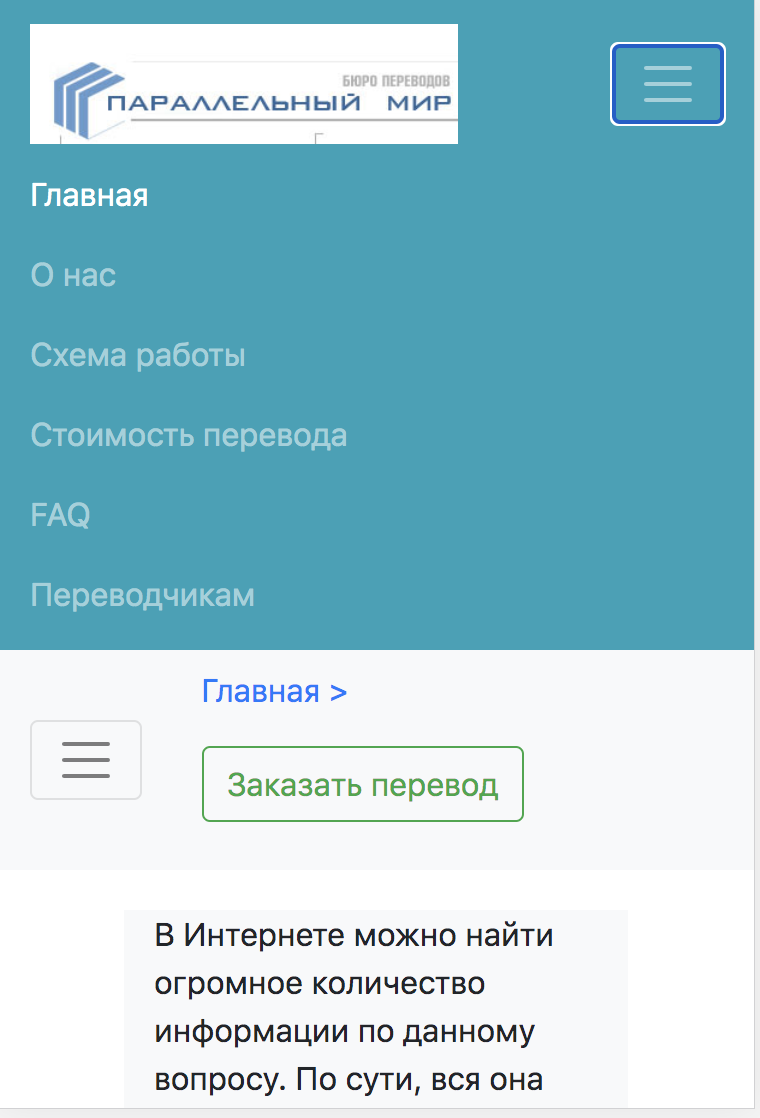 БЮРО ПЕРЕВОДОВ
ПАРАЛЛЕЛЬНЫЙ МИР
Главная
О нас
Схема работы
Стоимость перевода
FAQ
Переводчикам
Главная >
Заказать перевод
В Интернете можно найти
огромное количество
информации по данному
вопросу. По сути, вся она